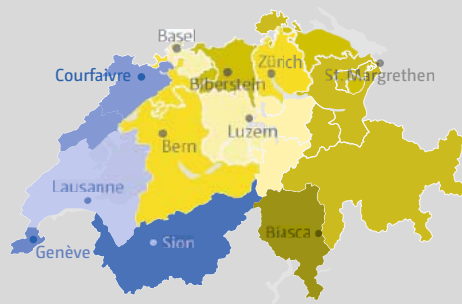 Basel
Zürich
Courfaivre
Biberstein
St. Margrethen
Luzern
Bern
Lausanne
Genève
Sion
Biasca